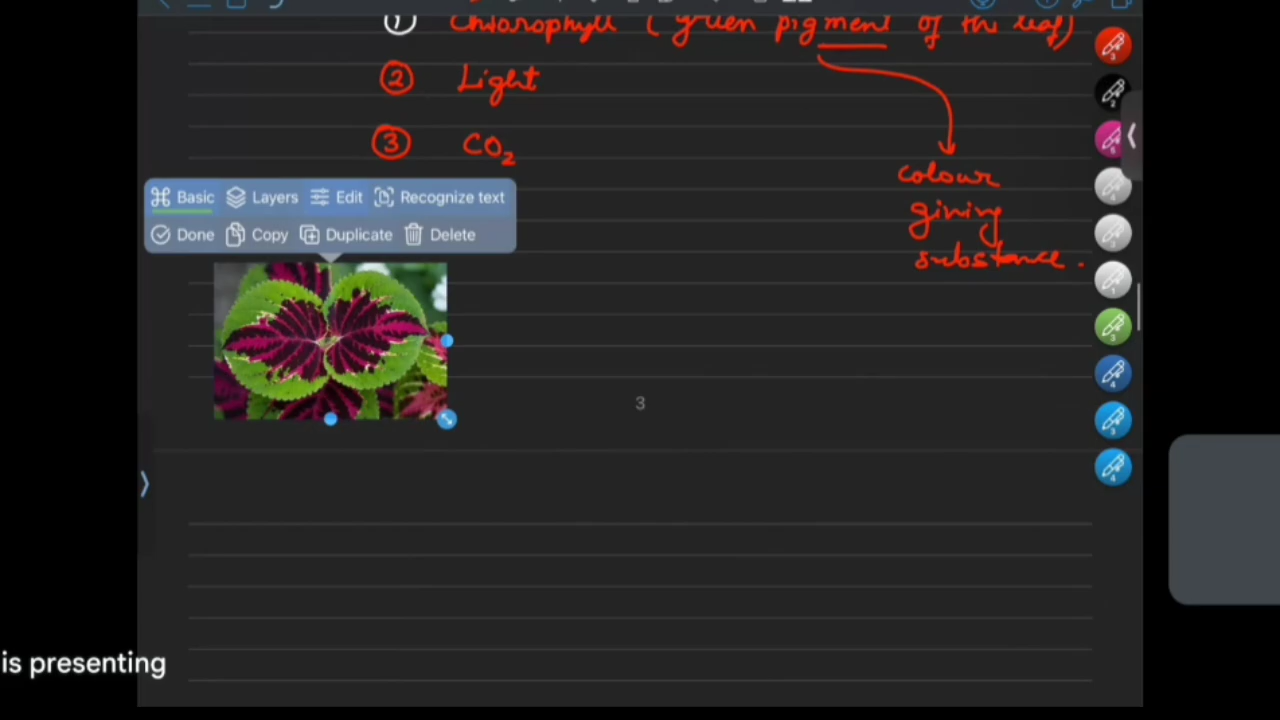 ① Chlorophyll (green pigment of the leaf)
② Light
③ CO₂
colour
giving
substance.
Basic Layers Edit Recognize text
Done Copy Duplicate Delete
3
is presenting